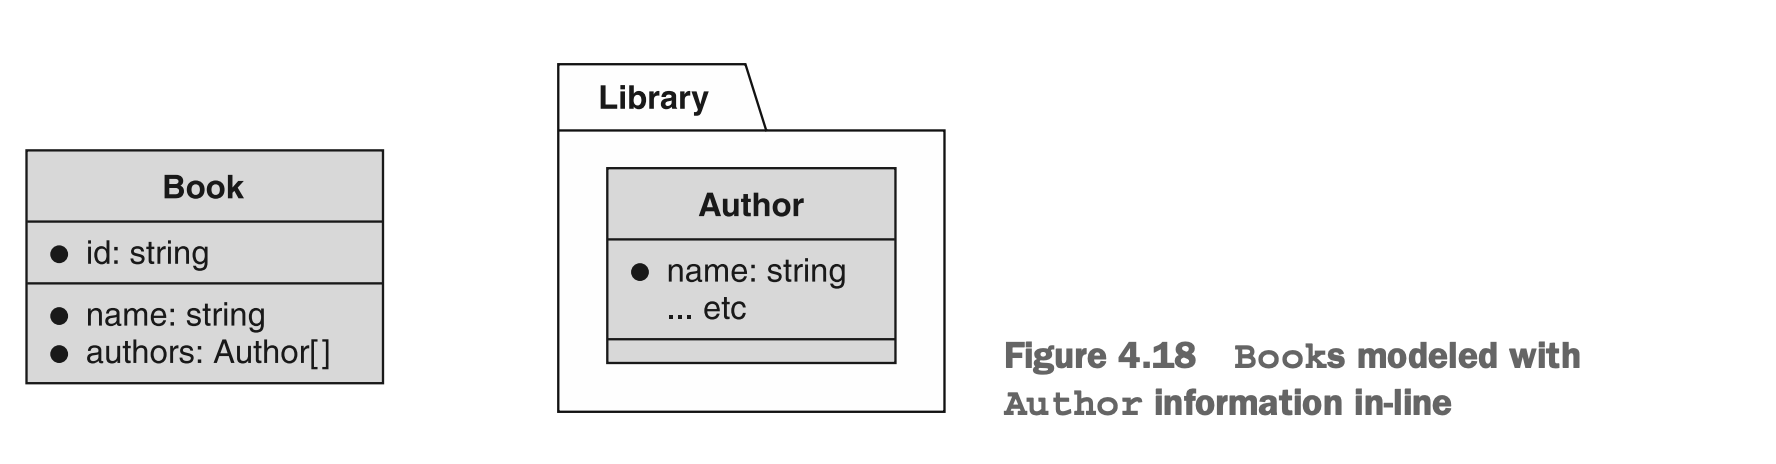 Book
● id: string
● name: string
● authors: Author[]
Library
Author
● name: string
... etc
Figure 4.18 Books modeled with
Author information in-line